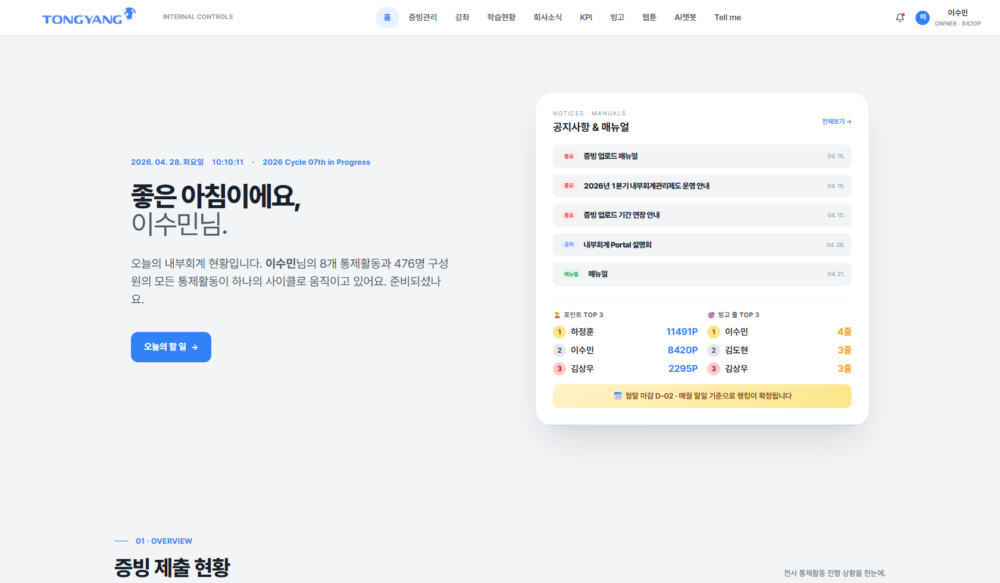 TONGYANG
INTERNAL CONTROLS
홈 증빙관리 강좌 학습현황 회사소식 KPI 빙고 웹툰 AI챗봇 Tell me
이
이수민
OWNER · 8420P
2026. 04. 28. 화요일 10:10:11 · 2026 Cycle 07th in Progress
좋은 아침이에요,
이수민님.
오늘의 내부회계 현황입니다. 이수민님의 8개 통제활동과 476명 구성
원의 모든 통제활동이 하나의 사이클로 움직이고 있어요. 준비되셨나
요.
오늘의 할 일 →
NOTICES · MANUALS
공지사항 & 매뉴얼
전체보기 →
중요 증빙 업로드 매뉴얼 04. 15.
중요 2026년 1분기 내부회계관리제도 운영 안내 04. 15.
중요 증빙 업로드 기간 연장 안내 04. 15.
공지 내부회계 Portal 설명회 04. 28.
매뉴얼 매뉴얼 04. 21.
포인트 TOP 3
1 하정훈 11491P
2 이수민 8420P
3 김상우 2295P
빙고 줄 TOP 3
1 이수민 4줄
2 김도현 3줄
3 김상우 3줄
월말 마감 D-02 · 매월 말일 기준으로 랭킹이 확정됩니다
01 · OVERVIEW
증빙 제출 현황
전사 통제활동 진행 상황을 한눈에.